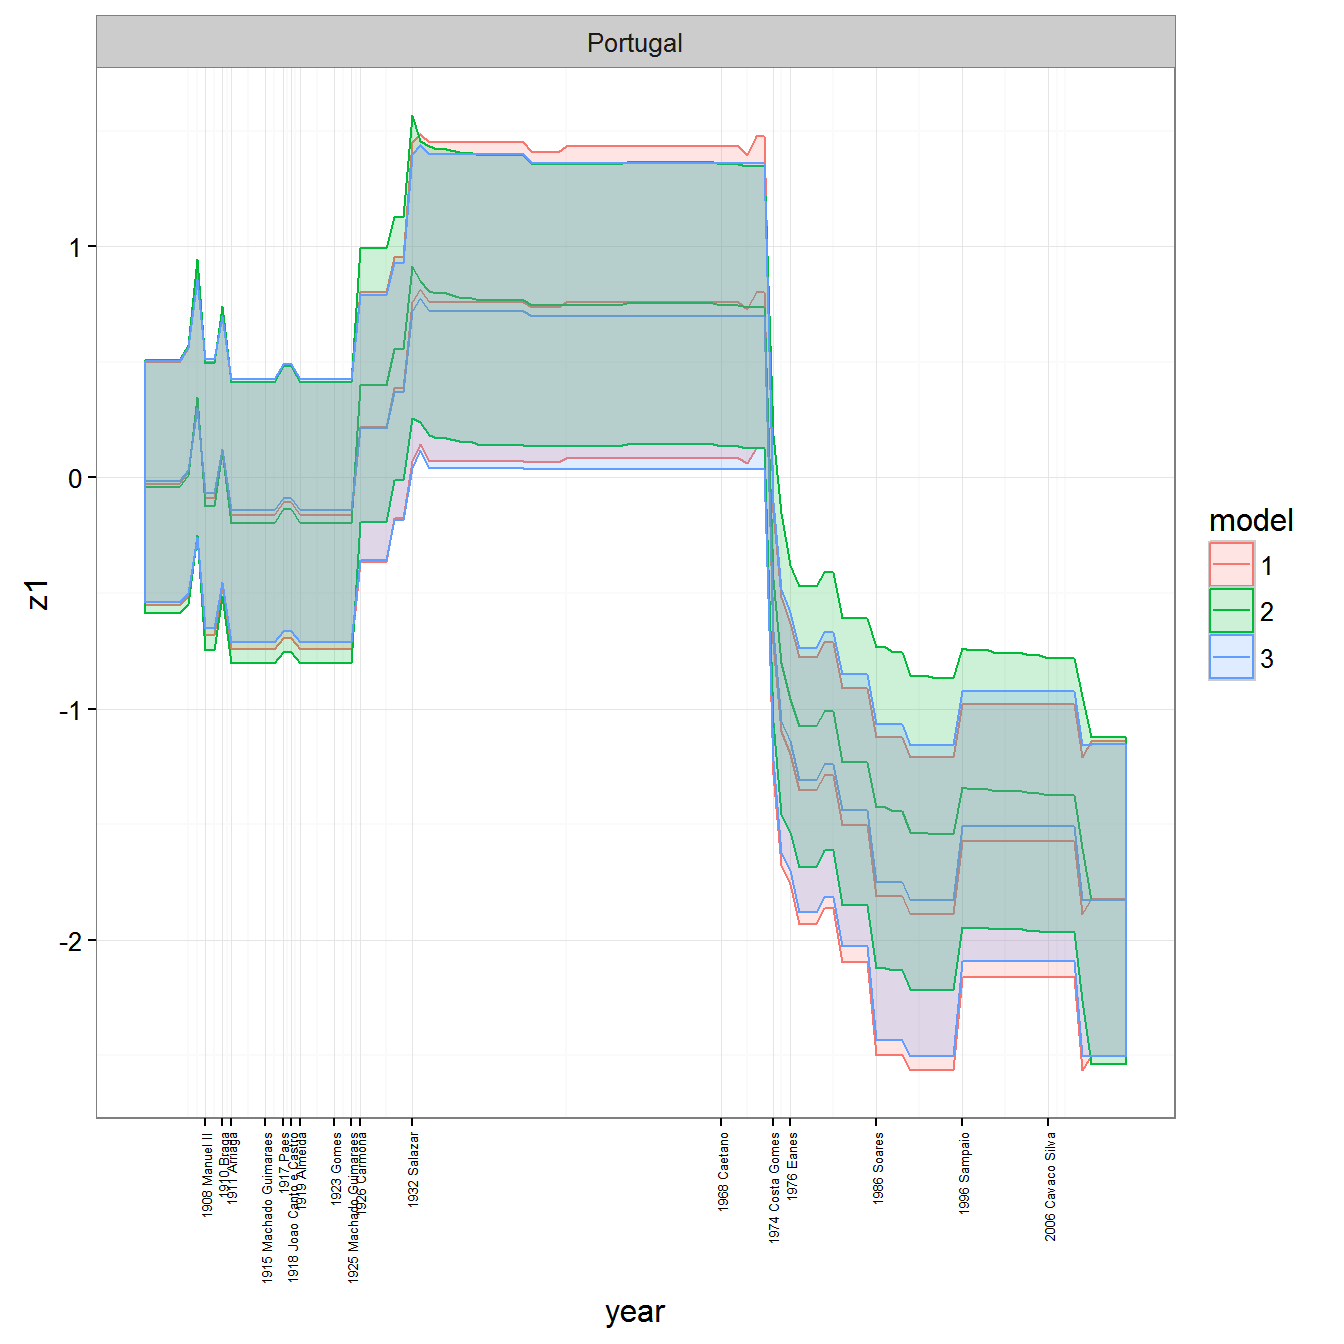 Portugal
z1
1
0
-1
-2
model
1
2
3
1908 Manuel II
1910 Braga
1911 Arriaga
1915 Machado Guimaraes
1917 Paes
1918 Joao Canto e Castro
1919 Almeida
1923 Gomes
1925 Machado Guimaraes
1926 Carmona
1932 Salazar
1968 Caetano
1974 Costa Gomes
1976 Eanes
1986 Soares
1996 Sampaio
2006 Cavaco Silva
year